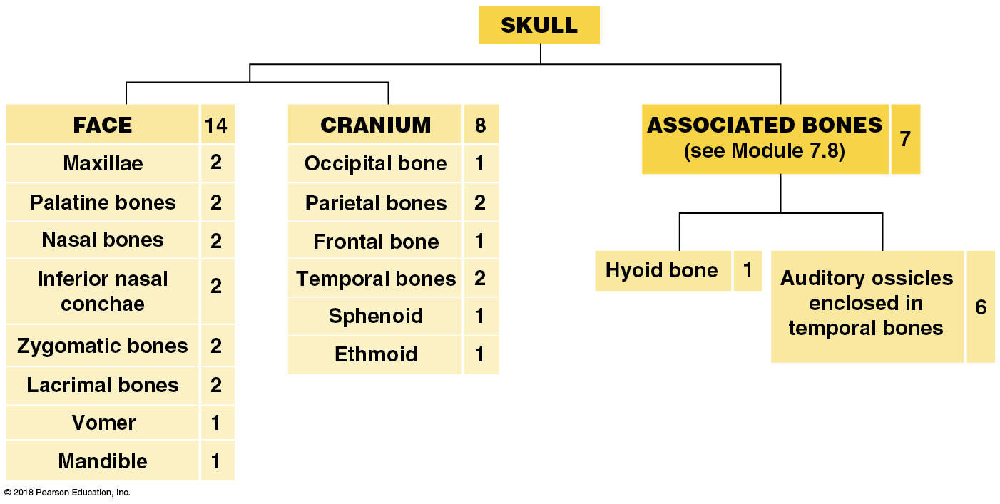 SKULL
FACE 14
Maxillae 2
Palatine bones 2
Nasal bones 2
Inferior nasal
conchae 2
Zygomatic bones 2
Lacrimal bones 2
Vomer 1
Mandible 1
CRANIUM 8
Occipital bone 1
Parietal bones 2
Frontal bone 1
Temporal bones 2
Sphenoid 1
Ethmoid 1
ASSOCIATED BONES
(see Module 7.8) 7
Hyoid bone 1
Auditory ossicles
enclosed in
temporal bones 6
© 2018 Pearson Education, Inc.